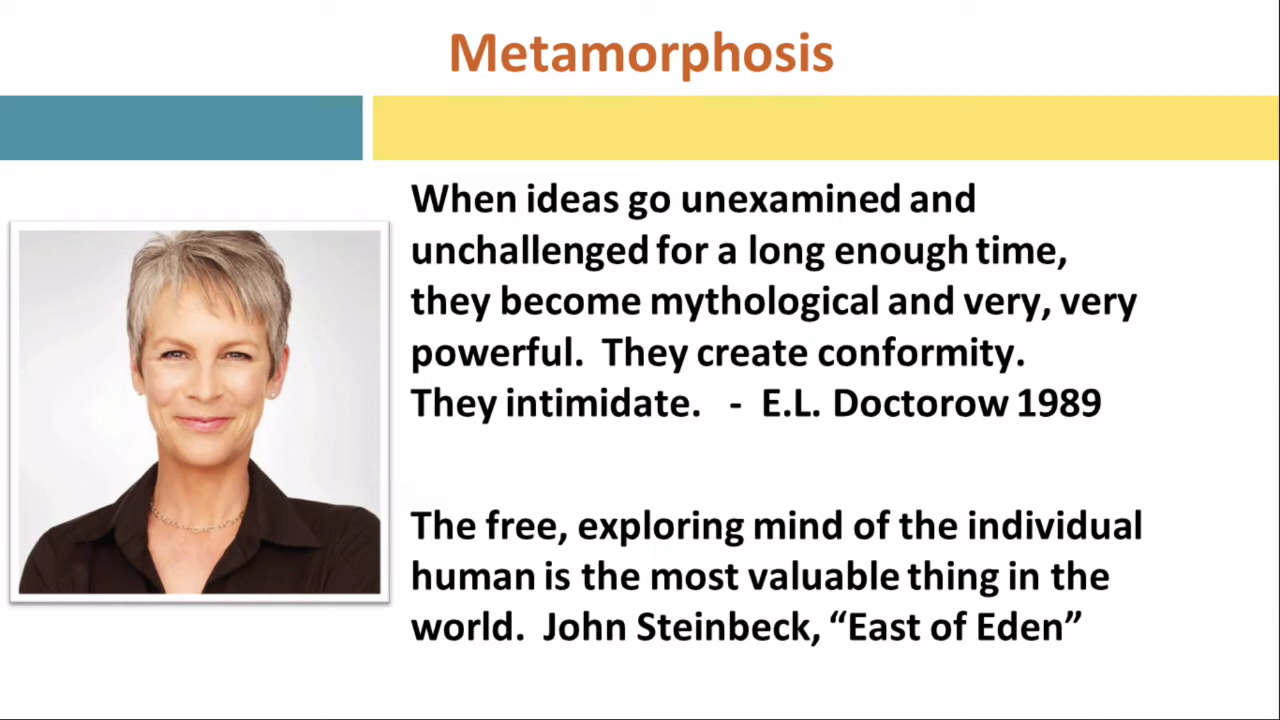 Metamorphosis
When ideas go unexamined and
unchallenged for a long enough time,
they become mythological and very, very
powerful. They create conformity.
They intimidate. - E.L. Doctorow 1989
The free, exploring mind of the individual
human is the most valuable thing in the
world. John Steinbeck, “East of Eden”